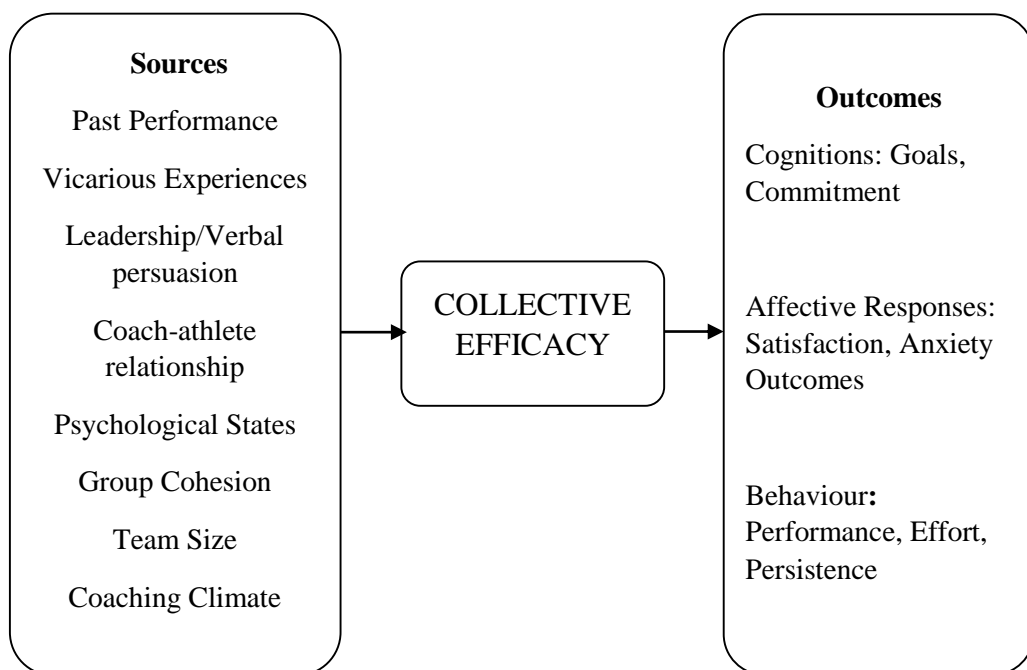 Sources
Past Performance
Vicarious Experiences
Leadership/Verbal
persuasion
Coach-athlete
relationship
Psychological States
Group Cohesion
Team Size
Coaching Climate
COLLECTIVE
EFFICACY
Outcomes
Cognitions: Goals,
Commitment
Affective Responses:
Satisfaction, Anxiety
Outcomes
Behaviour:
Performance, Effort,
Persistence